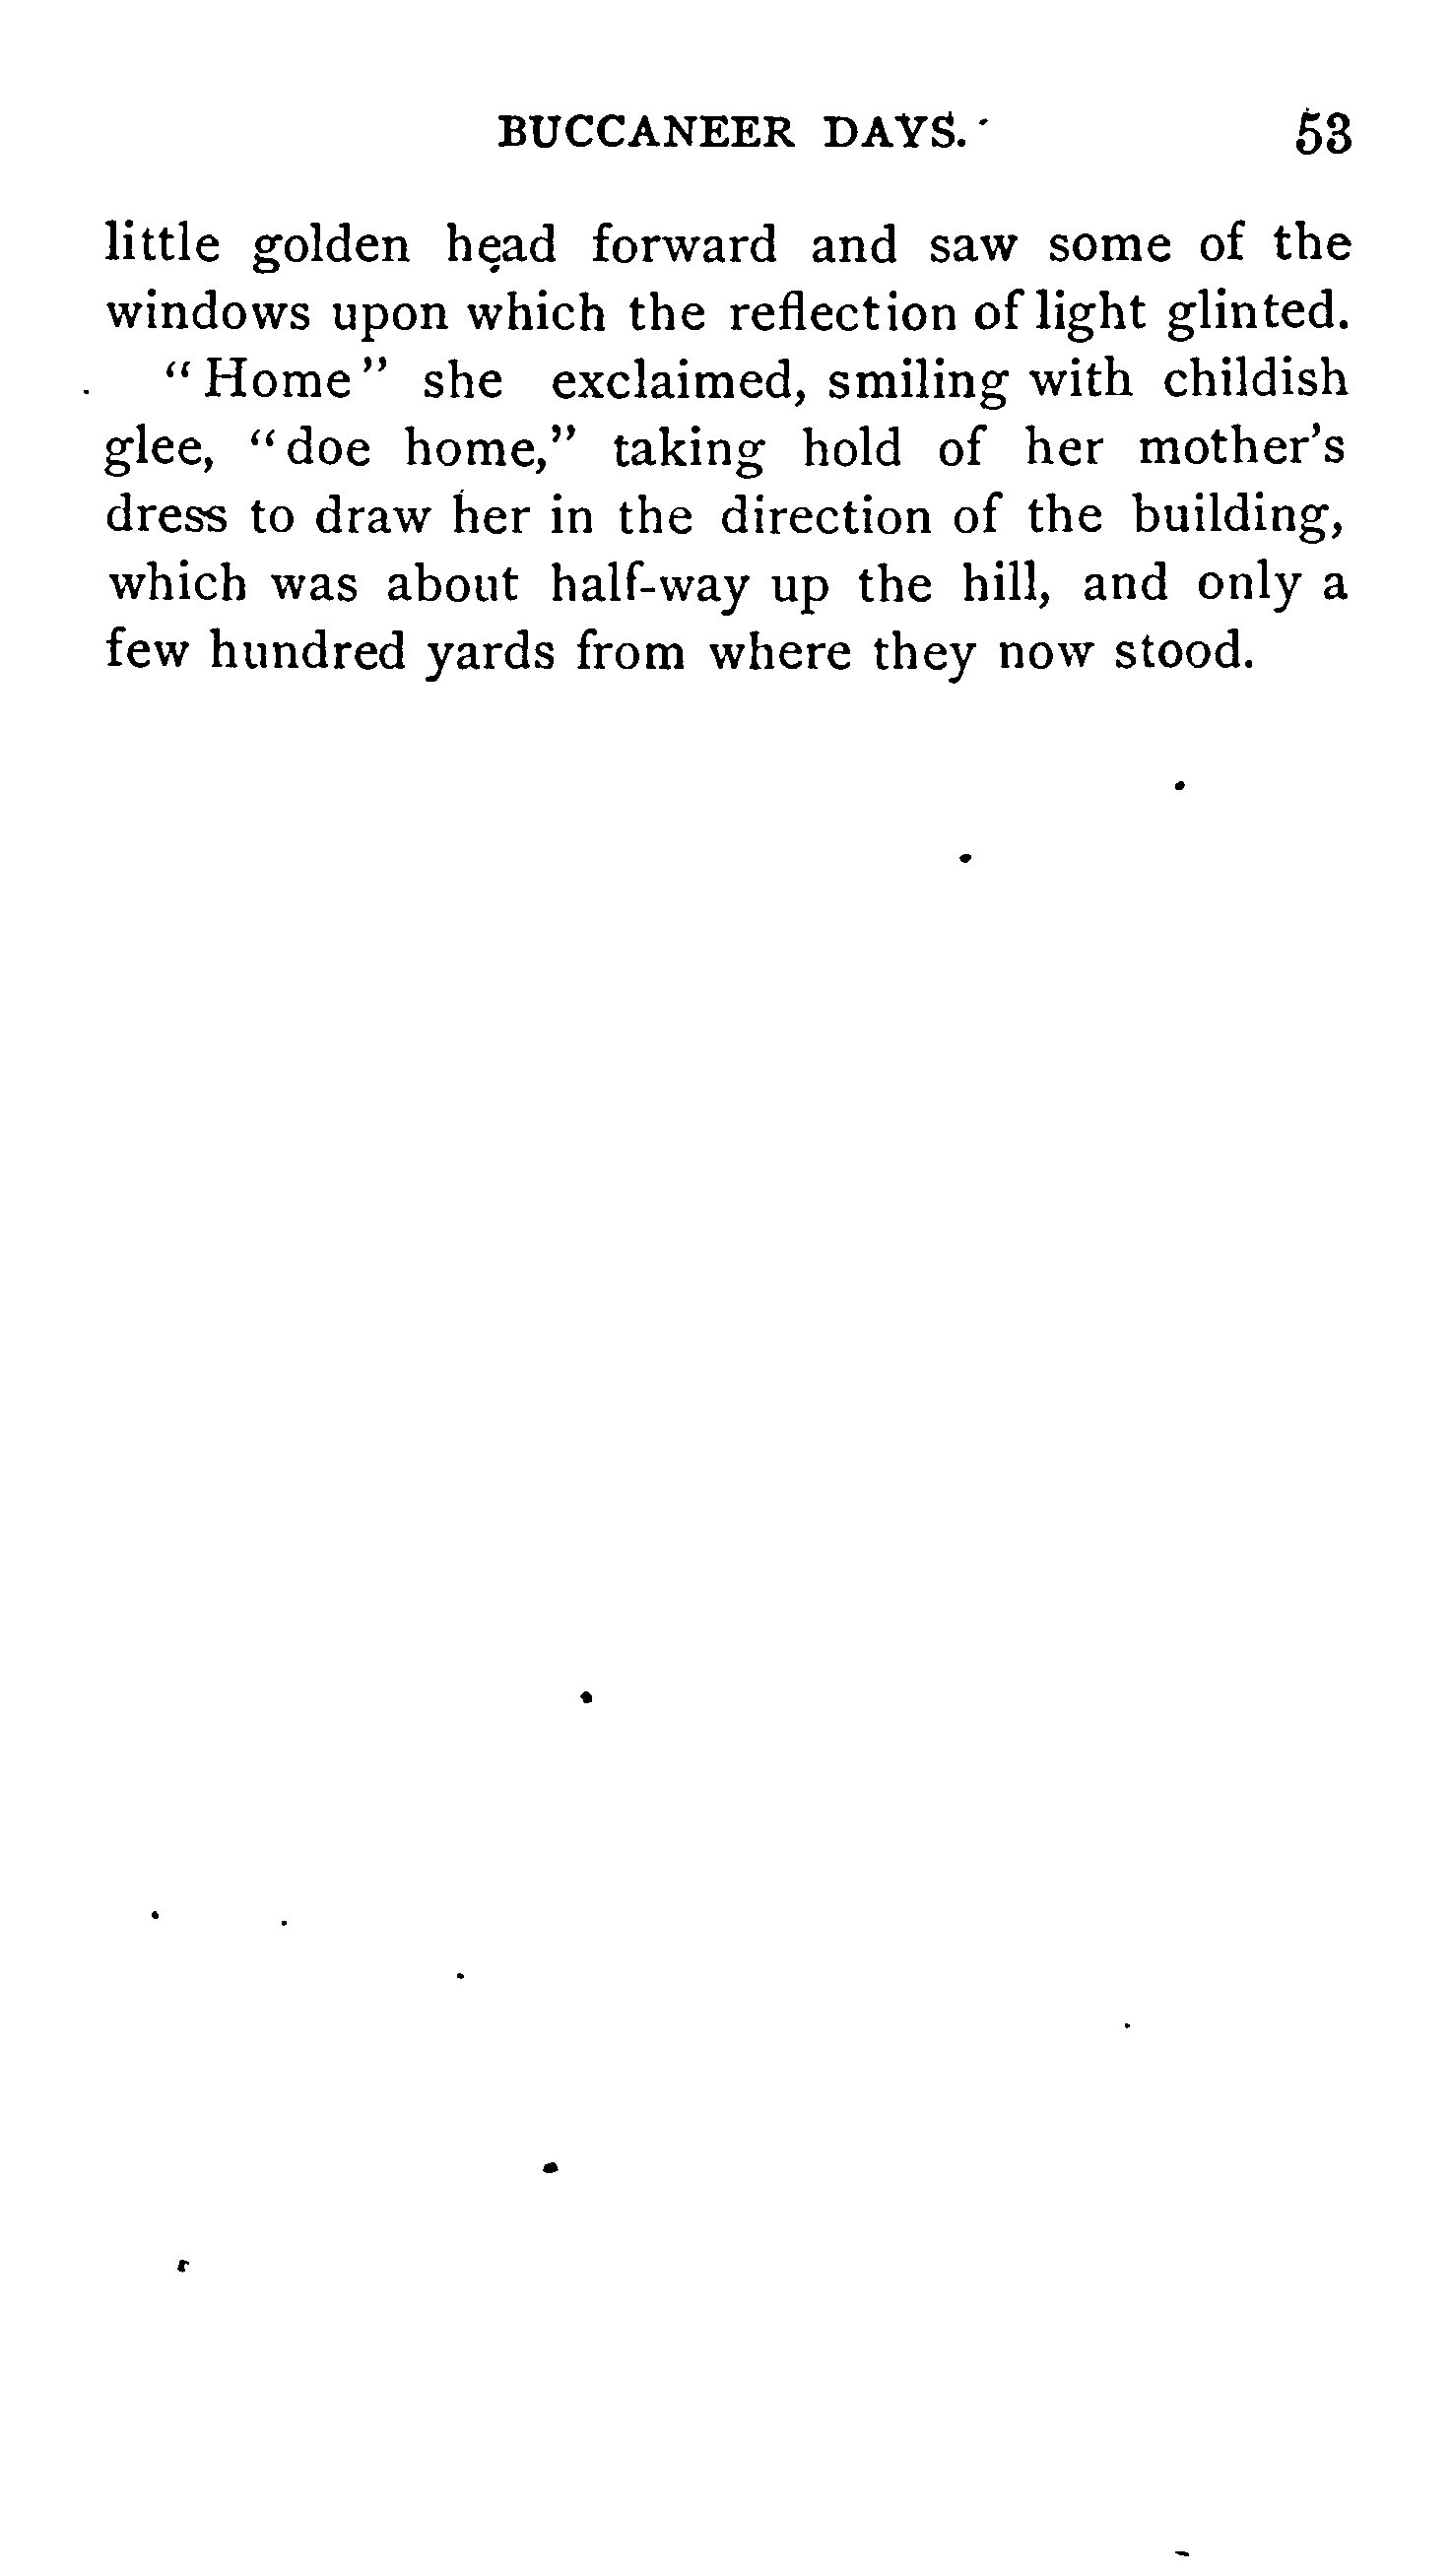 BUCCANEER DAYS. 53
little golden head forward and saw some of the
windows upon which the reflection of light glinted.
"Home" she exclaimed, smiling with childish
glee, "doe home," taking hold of her mother's
dress to draw her in the direction of the building,
which was about half-way up the hill, and only a
few hundred yards from where they now stood.